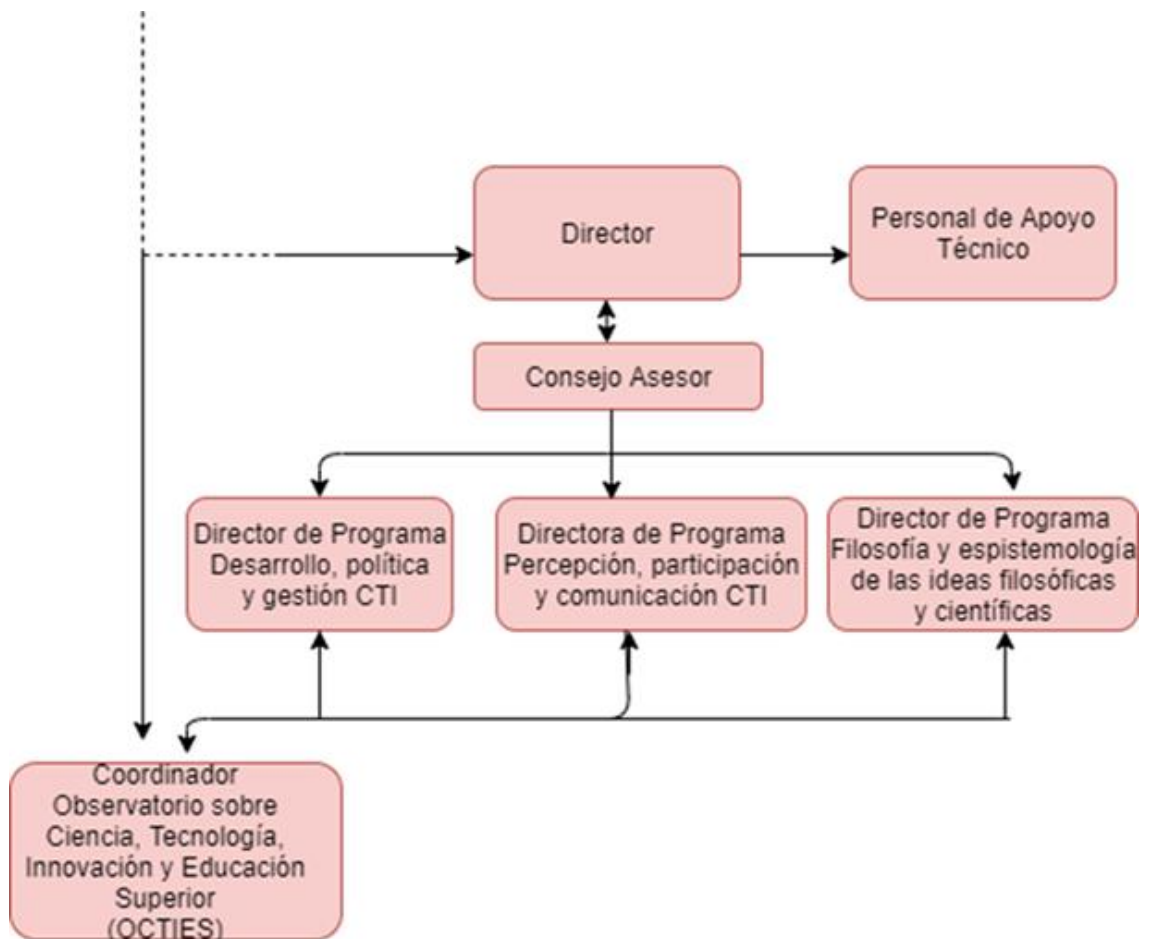 Director
Personal de Apoyo
Técnico
Consejo Asesor
Director de Programa
Desarrollo, política
y gestión CTI
Directora de Programa
Percepción, participación
y comunicación CTI
Director de Programa
Filosofía y espistemología
de las ideas filosóficas
y científicas
Coordinador
Observatorio sobre
Ciencia, Tecnología,
Innovación y Educación
Superior
(OCTIES)